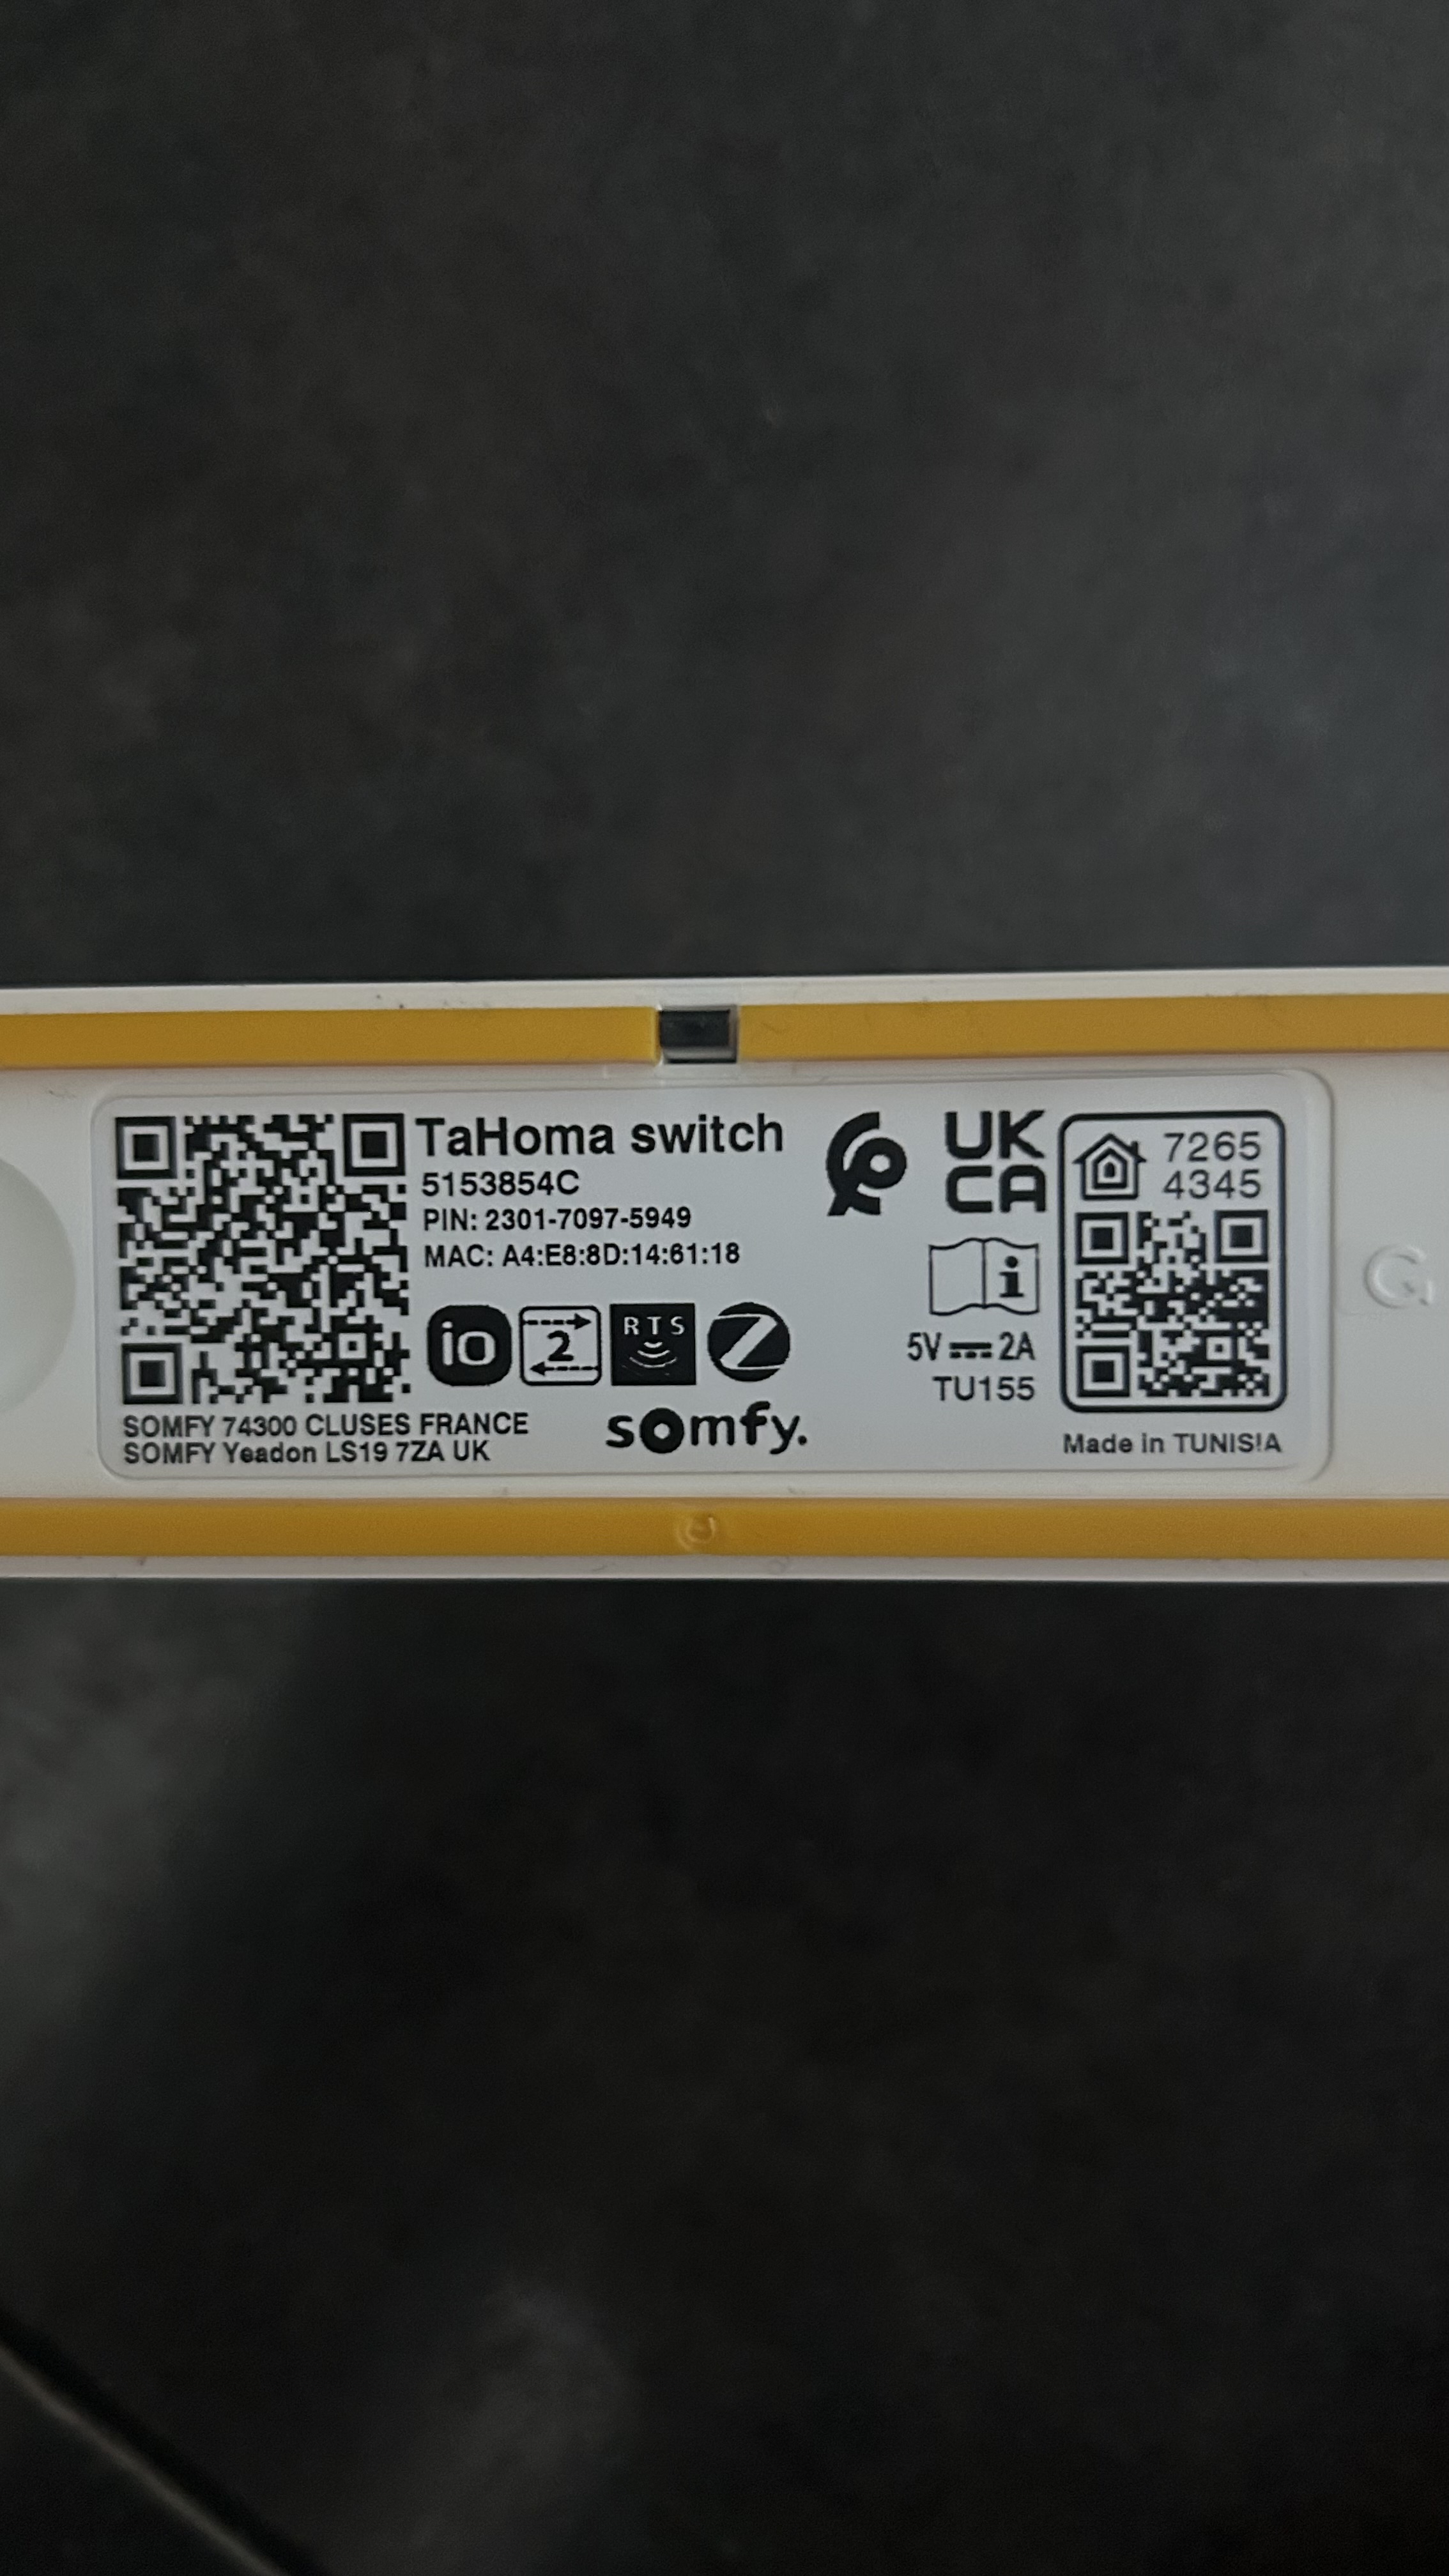 TaHoma switch
5153854C
PIN: 2301-7097-5949
MAC: A4:E8:8D:14:61:18
io
2
RTS
SOMFY 74300 CLUSES FRANCE
SOMFY Yeadon LS19 7ZA UK
somfy.
UK
CA
i
5V ⎓ 2A
TU155
7265
4345
Made in TUNISIA
G